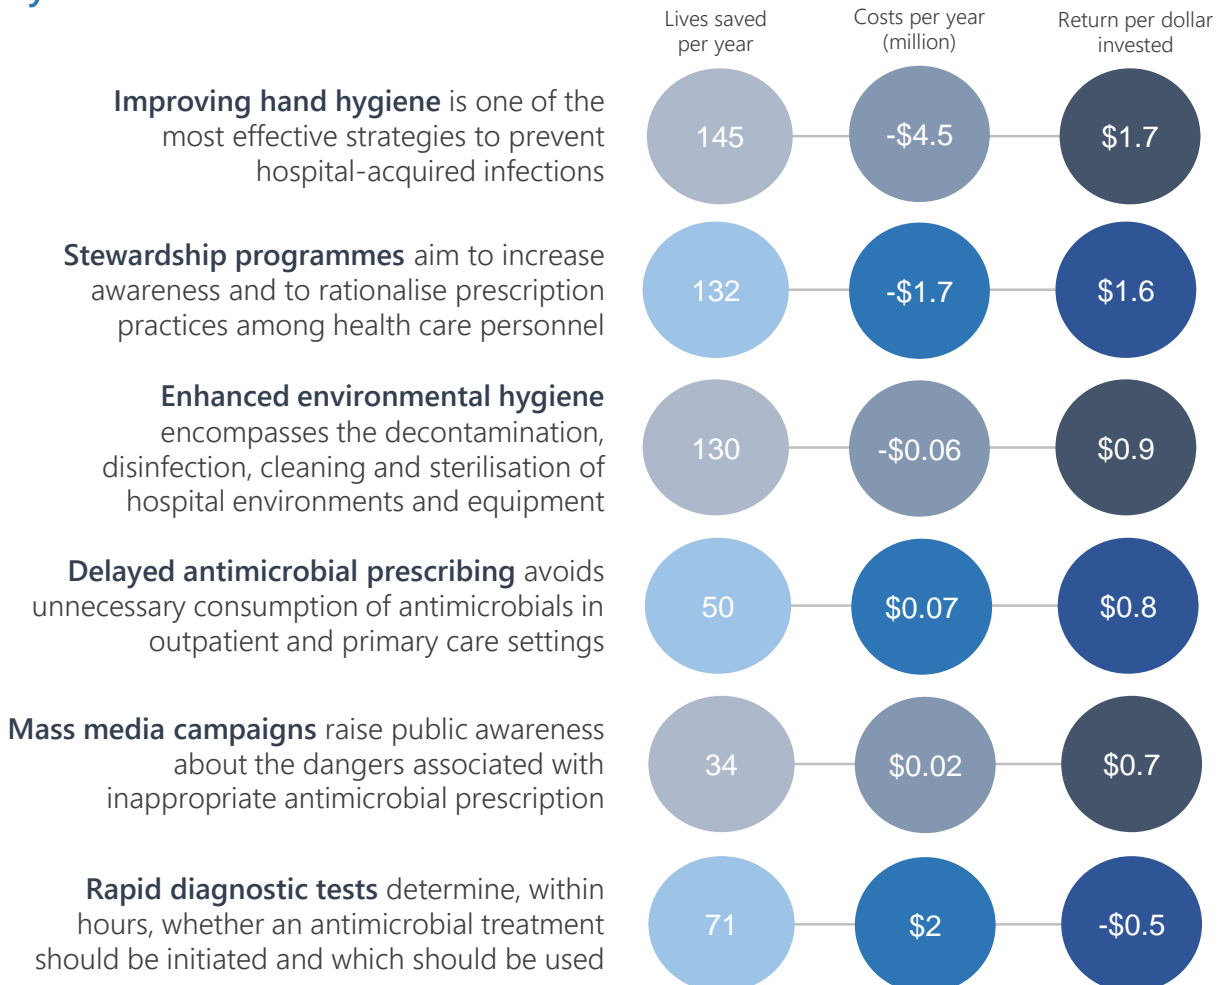 Lives saved
per year
Costs per year
(million)
Return per dollar
invested
Improving hand hygiene is one of the
most effective strategies to prevent
hospital-acquired infections
145
-$4.5
$1.7
Stewardship programmes aim to increase
awareness and to rationalise prescription
practices among health care personnel
132
-$1.7
$1.6
Enhanced environmental hygiene
encompasses the decontamination,
disinfection, cleaning and sterilisation of
hospital environments and equipment
130
-$0.06
$0.9
Delayed antimicrobial prescribing avoids
unnecessary consumption of antimicrobials in
outpatient and primary care settings
50
$0.07
$0.8
Mass media campaigns raise public awareness
about the dangers associated with
inappropriate antimicrobial prescription
34
$0.02
$0.7
Rapid diagnostic tests determine, within
hours, whether an antimicrobial treatment
should be initiated and which should be used
71
$2
-$0.5